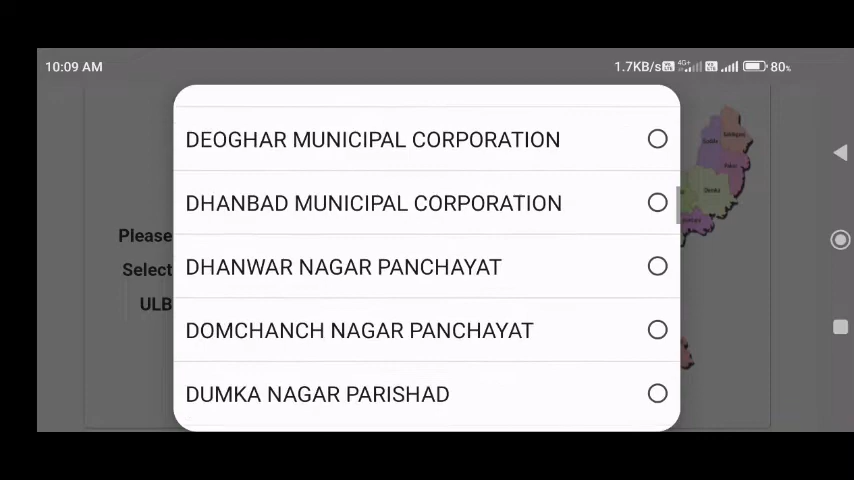 10:09 AM
1.7KB/s
4G+
80%
DEOGHAR MUNICIPAL CORPORATION
DHANBAD MUNICIPAL CORPORATION
Please
DHANWAR NAGAR PANCHAYAT
Select
ULB
DOMCHANCH NAGAR PANCHAYAT
DUMKA NAGAR PARISHAD